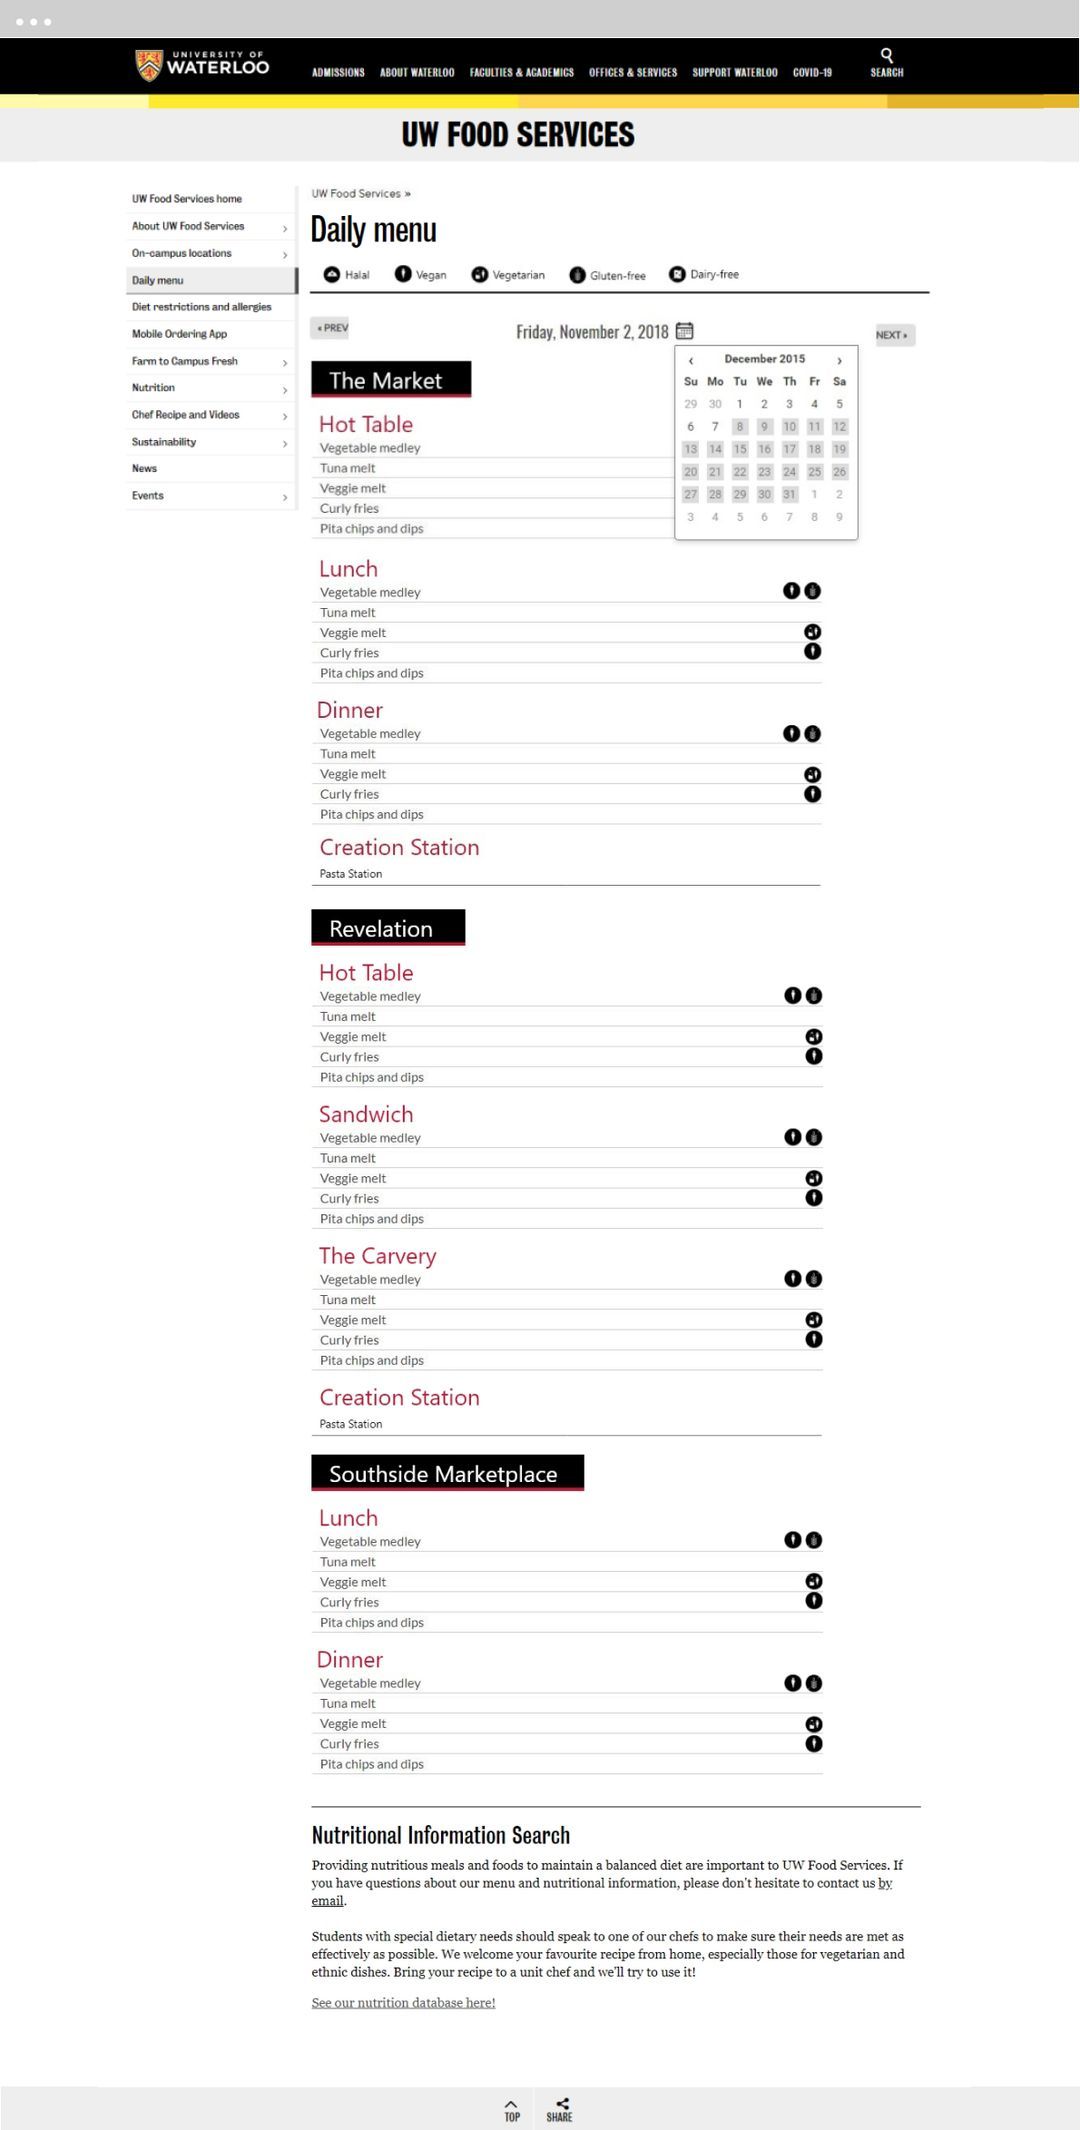 UNIVERSITY OF
WATERLOO
ADMISSIONS ABOUT WATERLOO FACULTIES & ACADEMICS OFFICES & SERVICES SUPPORT WATERLOO COVID-19 SEARCH
UW FOOD SERVICES
UW Food Services home
About UW Food Services
On-campus locations
Daily menu
Diet restrictions and allergies
Mobile Ordering App
Farm to Campus Fresh
Nutrition
Chef Recipe and Videos
Sustainability
News
Events
UW Food Services »
Daily menu
Halal Vegan Vegetarian Gluten-free Dairy-free
« PREV Friday, November 2, 2018 NEXT »
‹ December 2015 ›
Su Mo Tu We Th Fr Sa
29 30 1 2 3 4 5
6 7 8 9 10 11 12
13 14 15 16 17 18 19
20 21 22 23 24 25 26
27 28 29 30 31 1 2
3 4 5 6 7 8 9
The Market
Hot Table
Vegetable medley
Tuna melt
Veggie melt
Curly fries
Pita chips and dips
Lunch
Vegetable medley
Tuna melt
Veggie melt
Curly fries
Pita chips and dips
Dinner
Vegetable medley
Tuna melt
Veggie melt
Curly fries
Pita chips and dips
Creation Station
Pasta Station
Revelation
Hot Table
Vegetable medley
Tuna melt
Veggie melt
Curly fries
Pita chips and dips
Sandwich
Vegetable medley
Tuna melt
Veggie melt
Curly fries
Pita chips and dips
The Carvery
Vegetable medley
Tuna melt
Veggie melt
Curly fries
Pita chips and dips
Creation Station
Pasta Station
Southside Marketplace
Lunch
Vegetable medley
Tuna melt
Veggie melt
Curly fries
Pita chips and dips
Dinner
Vegetable medley
Tuna melt
Veggie melt
Curly fries
Pita chips and dips
Nutritional Information Search
Providing nutritious meals and foods to maintain a balanced diet are important to UW Food Services. If
you have questions about our menu and nutritional information, please don't hesitate to contact us by
email.
Students with special dietary needs should speak to one of our chefs to make sure their needs are met as
effectively as possible. We welcome your favourite recipe from home, especially those for vegetarian and
ethnic dishes. Bring your recipe to a unit chef and we'll try to use it!
See our nutrition database here!
TOP SHARE